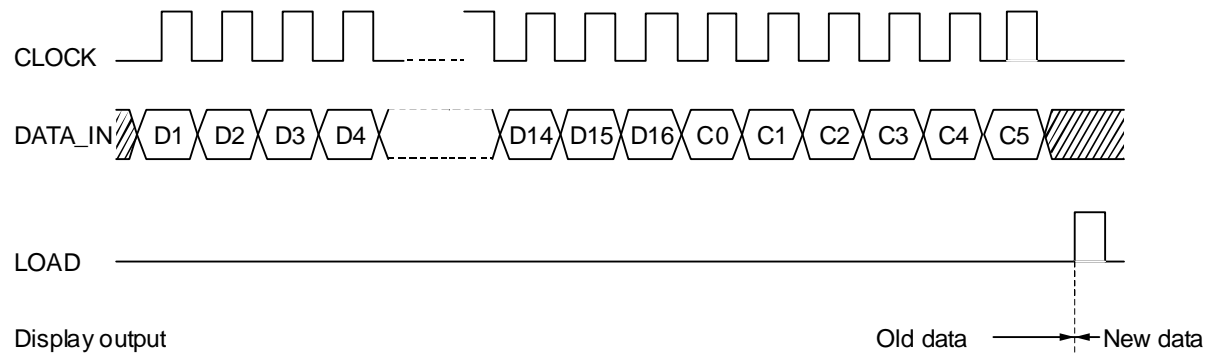 CLOCK
DATA_IN D1 D2 D3 D4 D14 D15 D16 C0 C1 C2 C3 C4 C5
LOAD
Display output Old data New data